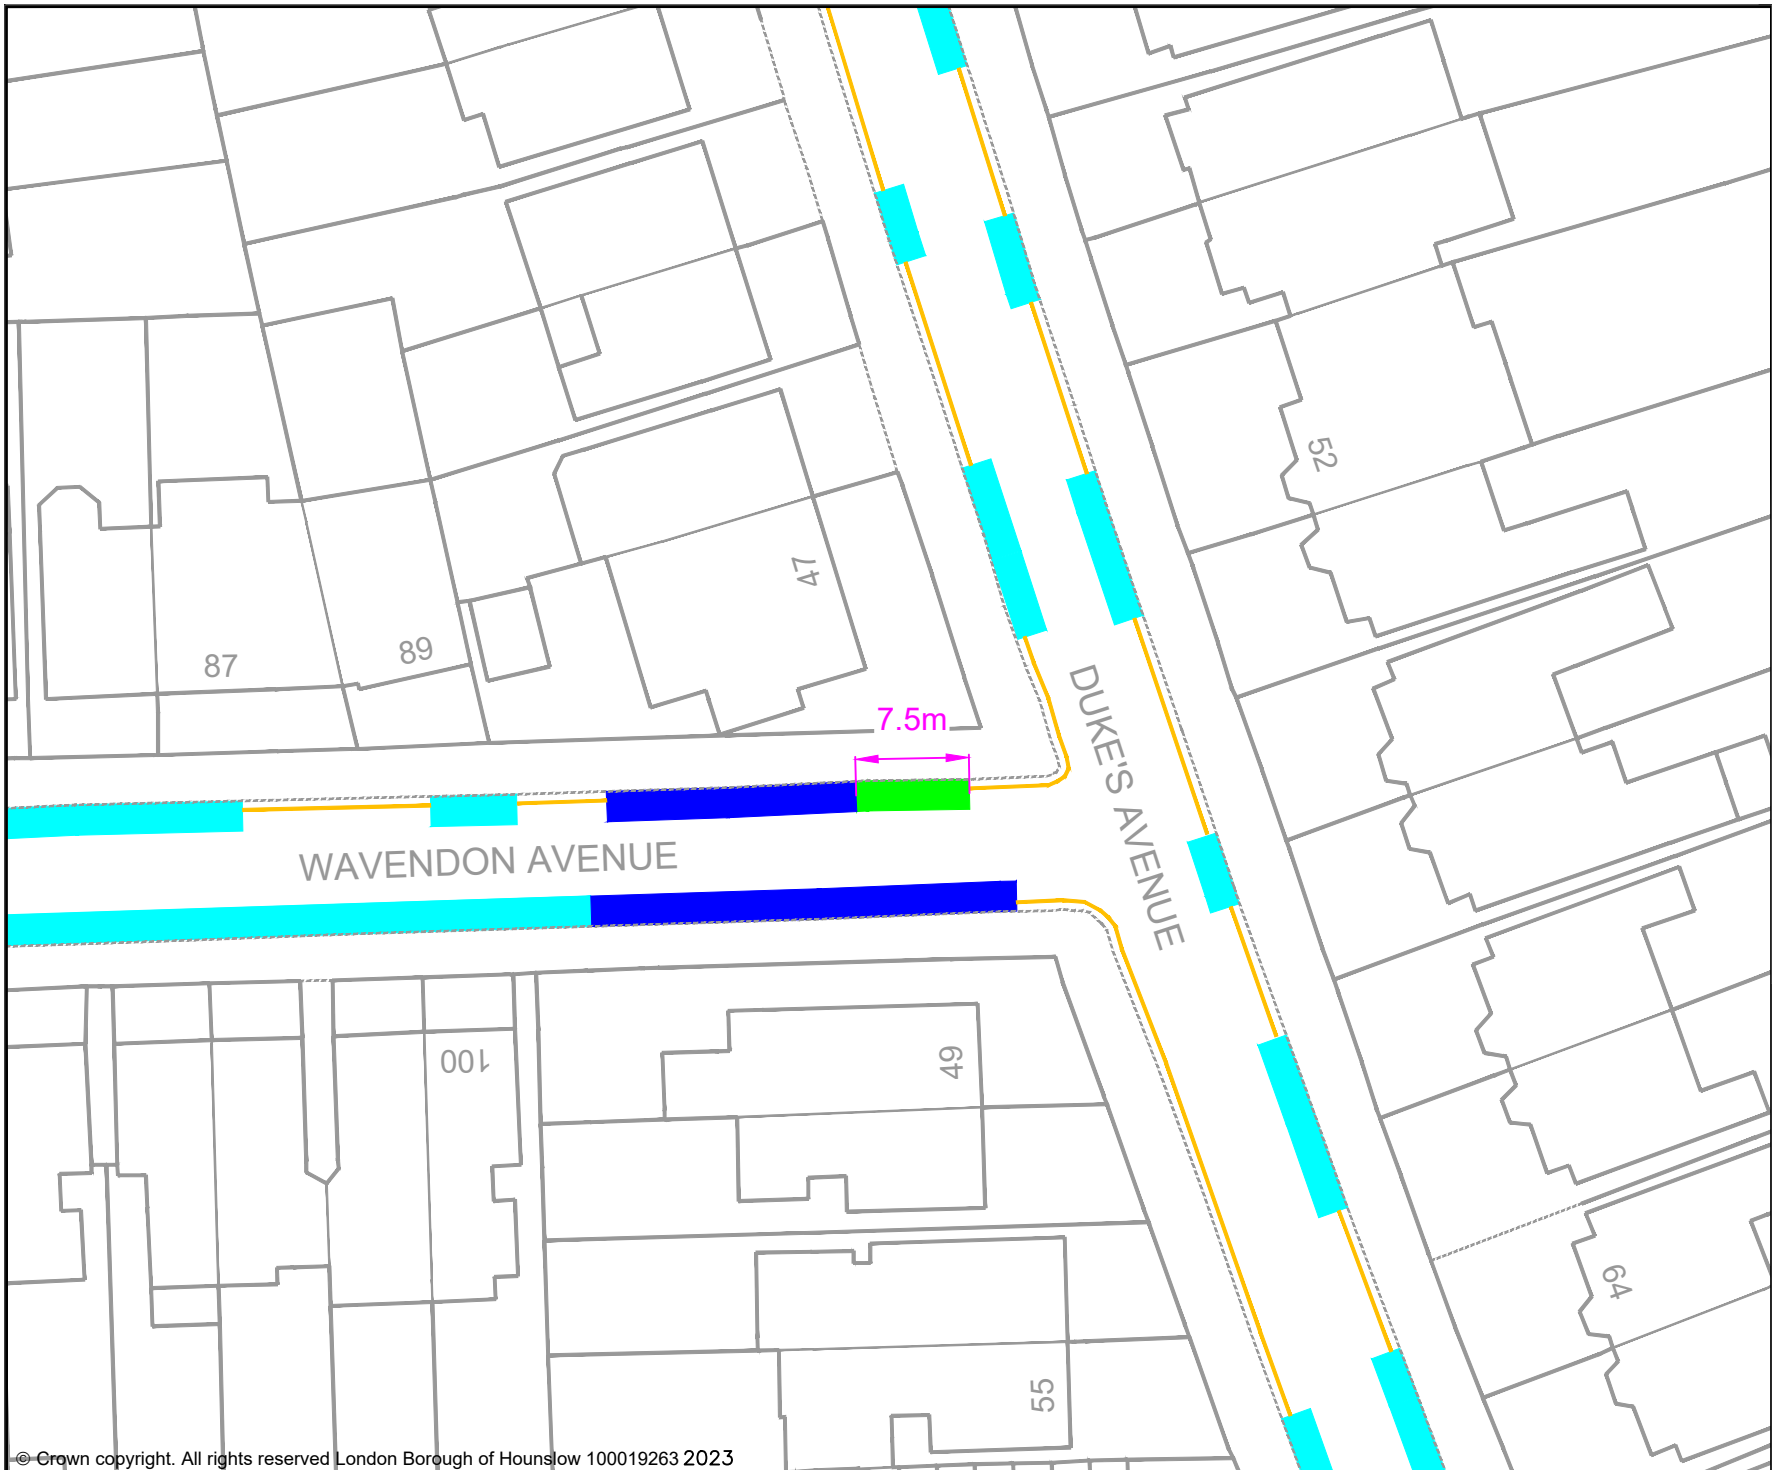 52
47
89
87
DUKE'S AVENUE
7.5m
WAVENDON AVENUE
100
49
64
55
© Crown copyright. All rights reserved London Borough of Hounslow 100019263 2023